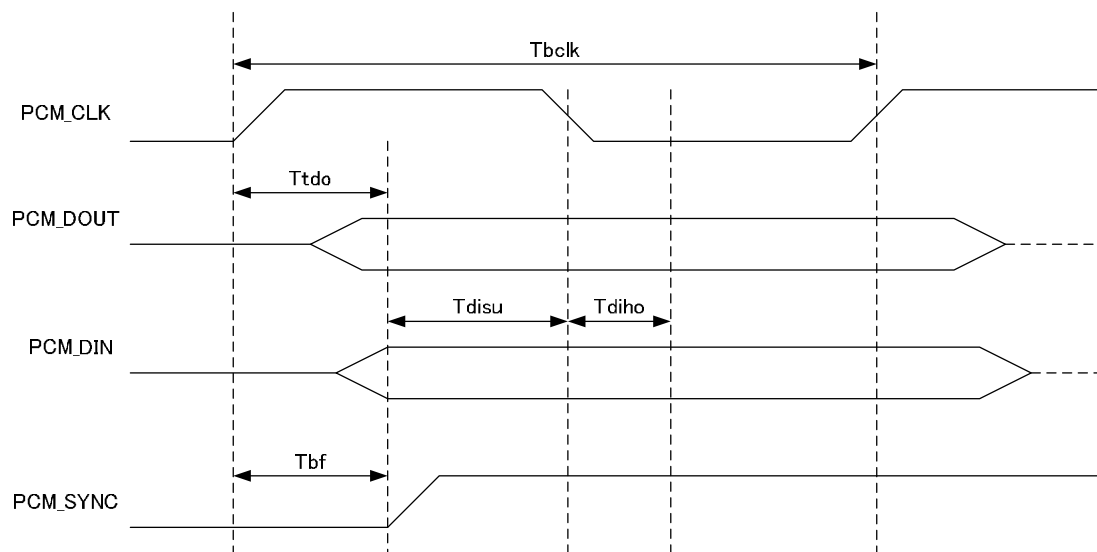 Tbclk
PCM_CLK
Ttdo
PCM_DOUT
Tdisu
Tdiho
PCM_DIN
Tbf
PCM_SYNC